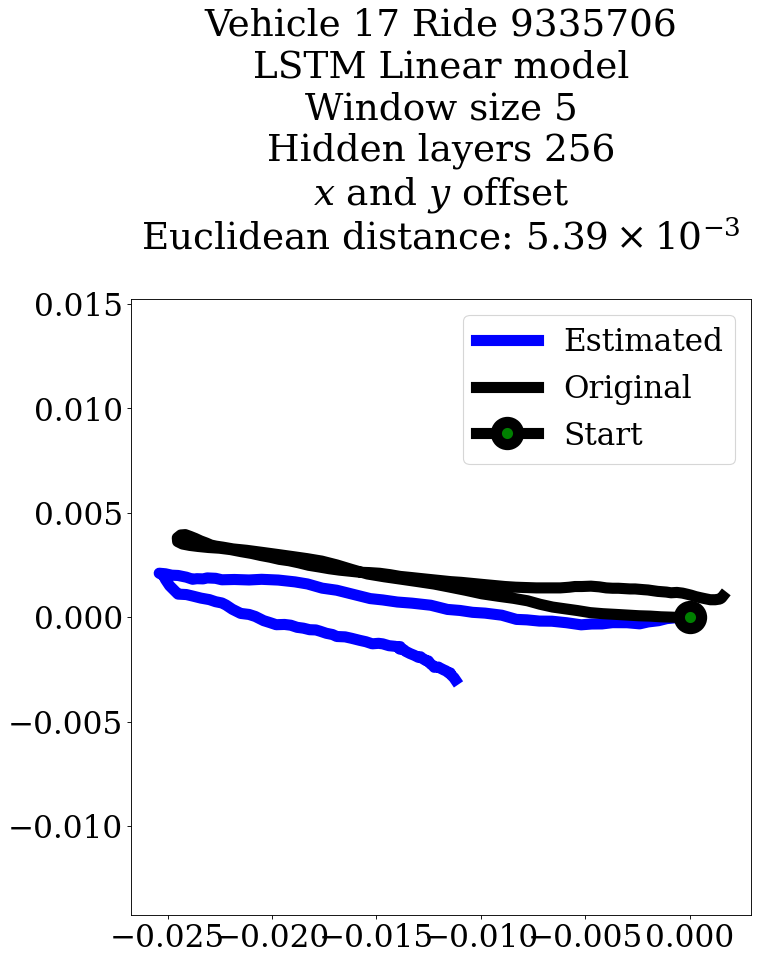 Vehicle 17 Ride 9335706
LSTM Linear model
Window size 5
Hidden layers 256
x and y offset
Euclidean distance: 5.39 × 10⁻³
0.015
0.010
0.005
0.000
−0.005
−0.010
Estimated
Original
Start
−0.025 −0.020 −0.015 −0.010 −0.005 0.000